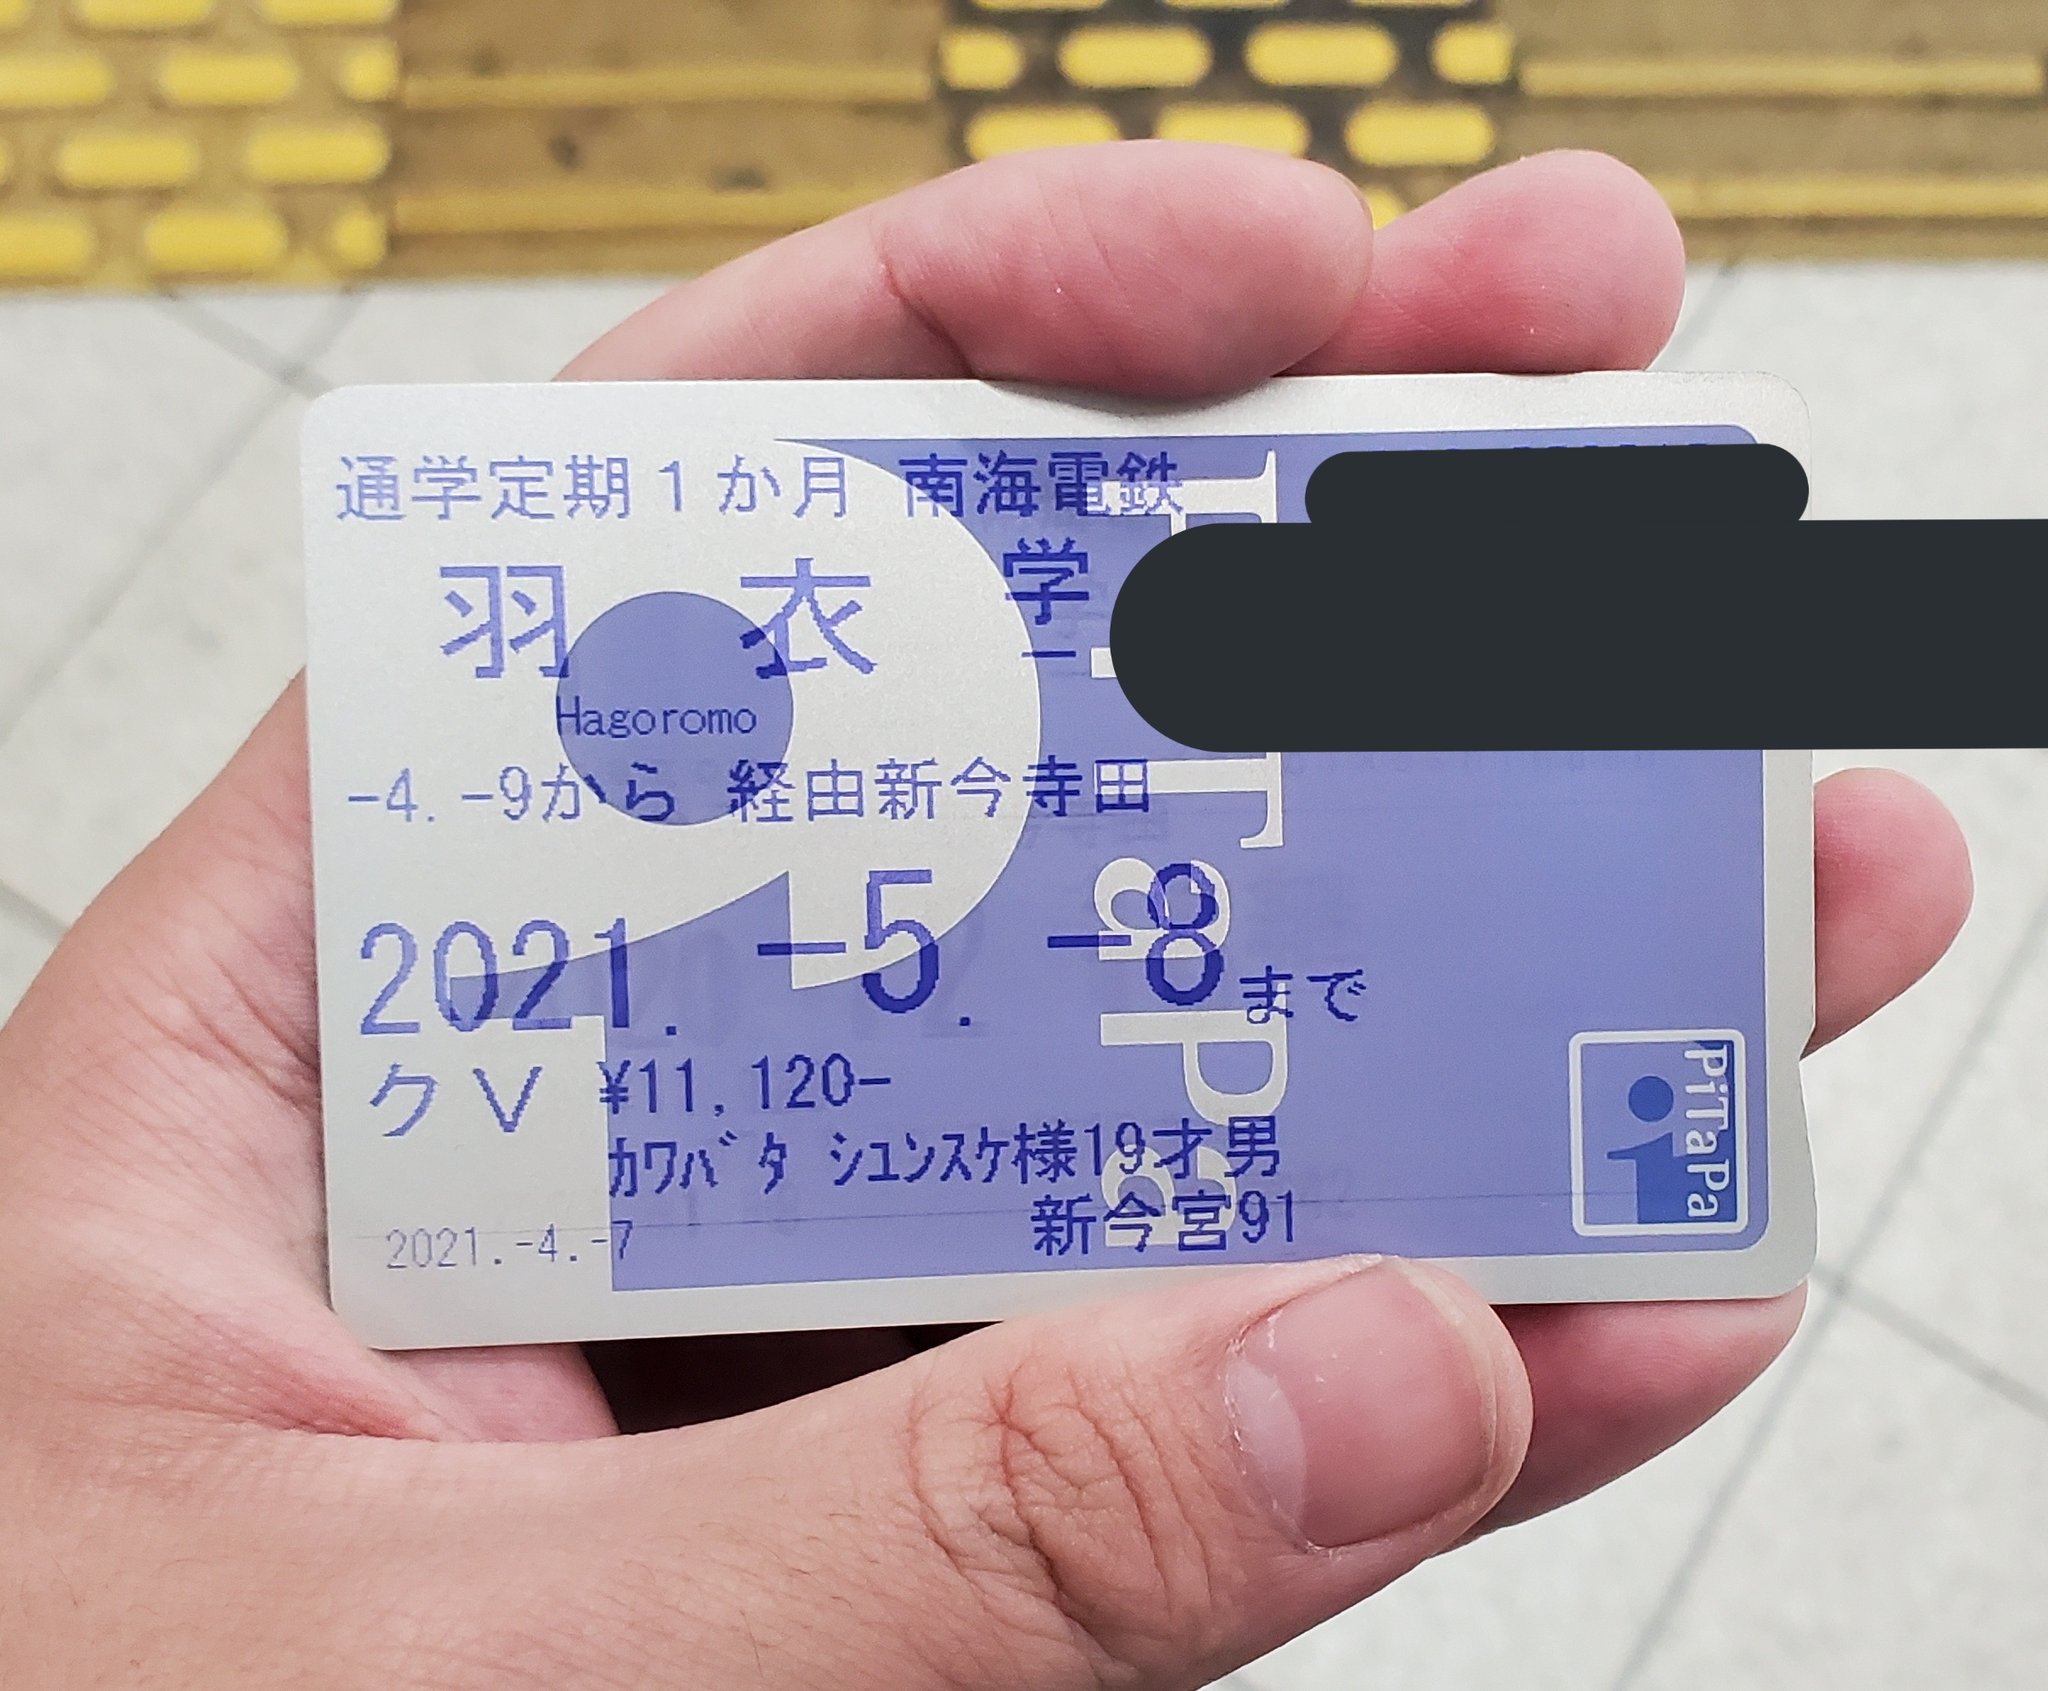 通学定期1か月 南海電鉄
羽衣 学
Hagoromo
-4.-9から 経由新今寺田
2021.-5.-8まで
クV ¥11,120-
カワバタ シユンスケ様19才男
新今宮91
2021.-4.-7
PiTaPa
PiTaPa